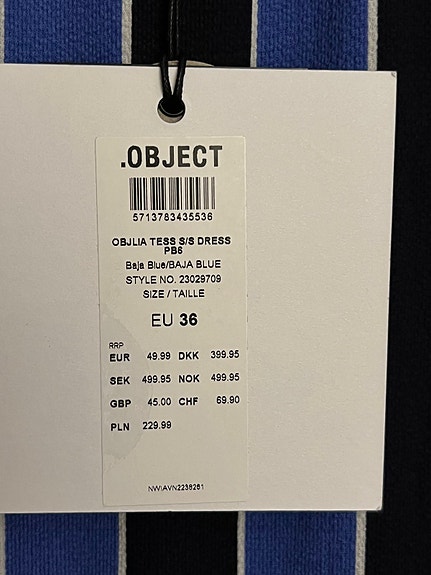 .OBJECT
5713783435536
OBJLIA TESS S/S DRESS
PB6
Baja Blue/BAJA BLUE
STYLE NO. 23029709
SIZE / TAILLE
EU 36
RRP
EUR 49.99 DKK 399.95
SEK 499.95 NOK 499.95
GBP 45.00 CHF 69.90
PLN 229.99
NWIAVN2238261